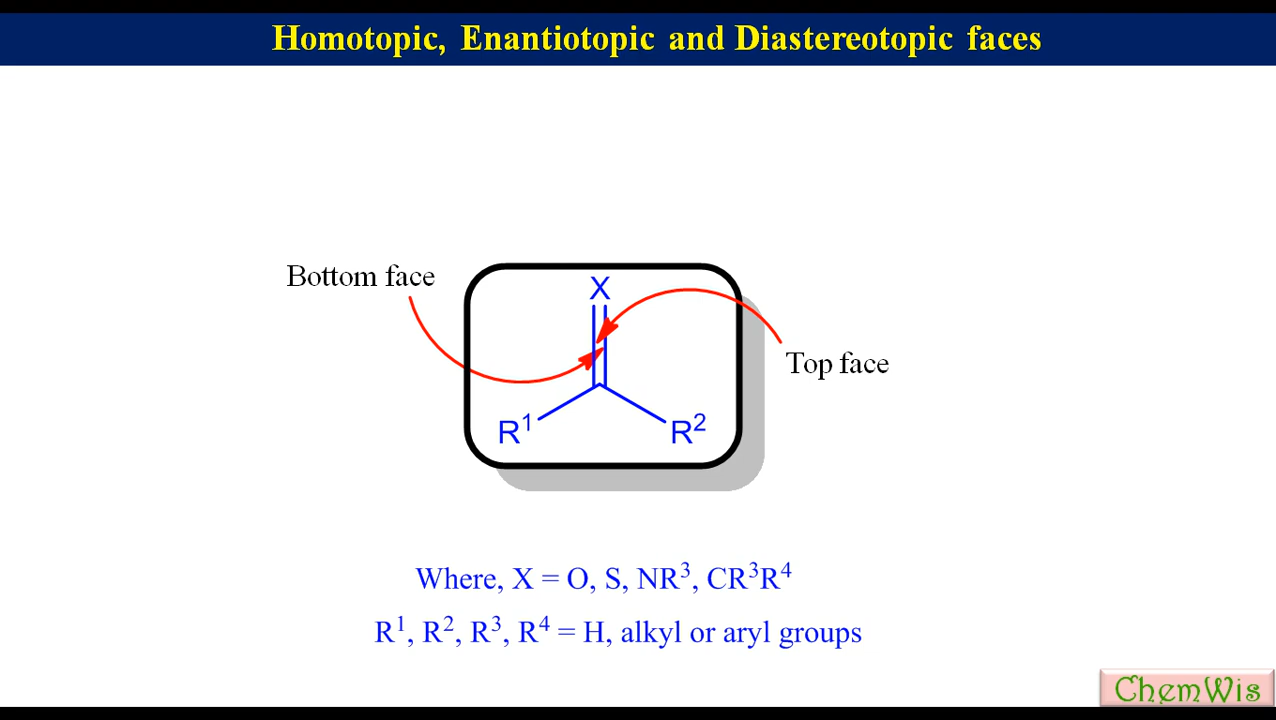 Homotopic, Enantiotopic and Diastereotopic faces
Bottom face
X
Top face
R¹
R²
Where, X = O, S, NR³, CR³R⁴
R¹, R², R³, R⁴ = H, alkyl or aryl groups
ChemWis